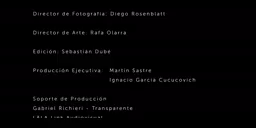 Director de Fotografía: Diego Rosenblatt
Director de Arte: Rafa Olarra
Edición: Sebastián Dubé
Producción Ejecutiva: Martín Sastre
Ignacio García Cucucovich
Soporte de Producción
Gabriel Richieri - Transparente